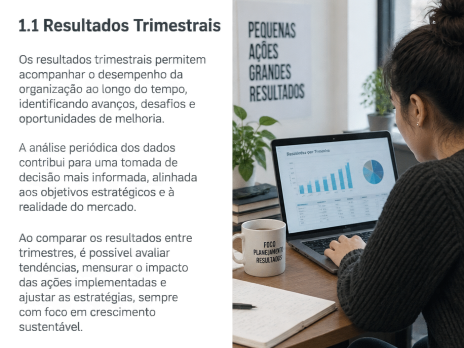 1.1 Resultados Trimestrais
Os resultados trimestrais permitem
acompanhar o desempenho da
organização ao longo do tempo,
identificando avanços, desafios e
oportunidades de melhoria.
A análise periódica dos dados
contribui para uma tomada de
decisão mais informada, alinhada
aos objetivos estratégicos e à
realidade do mercado.
Ao comparar os resultados entre
trimestres, é possível avaliar
tendências, mensurar o impacto
das ações implementadas e
ajustar as estratégias, sempre
com foco em crescimento
sustentável.
PEQUENAS
AÇÕES
GRANDES
RESULTADOS
Resultados por Trimestre
FOCO
PLANEJAMENTO
RESULTADOS